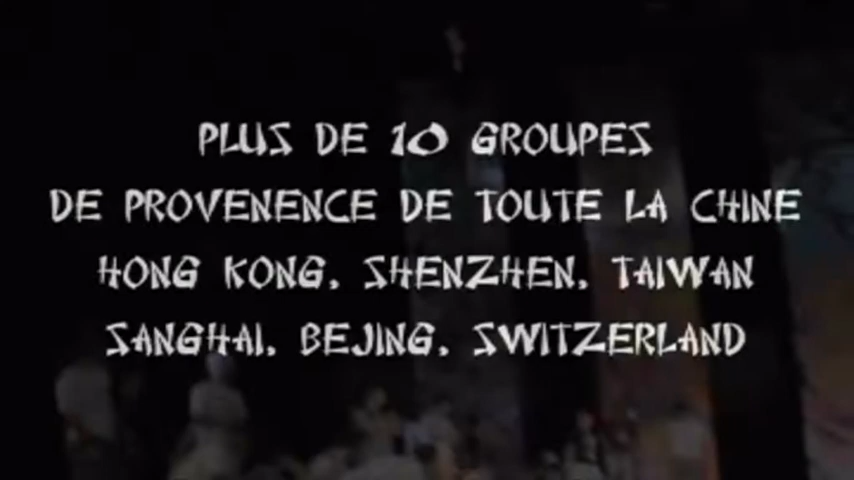 PLUS DE 10 GROUPES
DE PROVENENCE DE TOUTE LA CHINE
HONG KONG, SHENZHEN, TAIWAN
SANGHAI, BEJING, SWITZERLAND